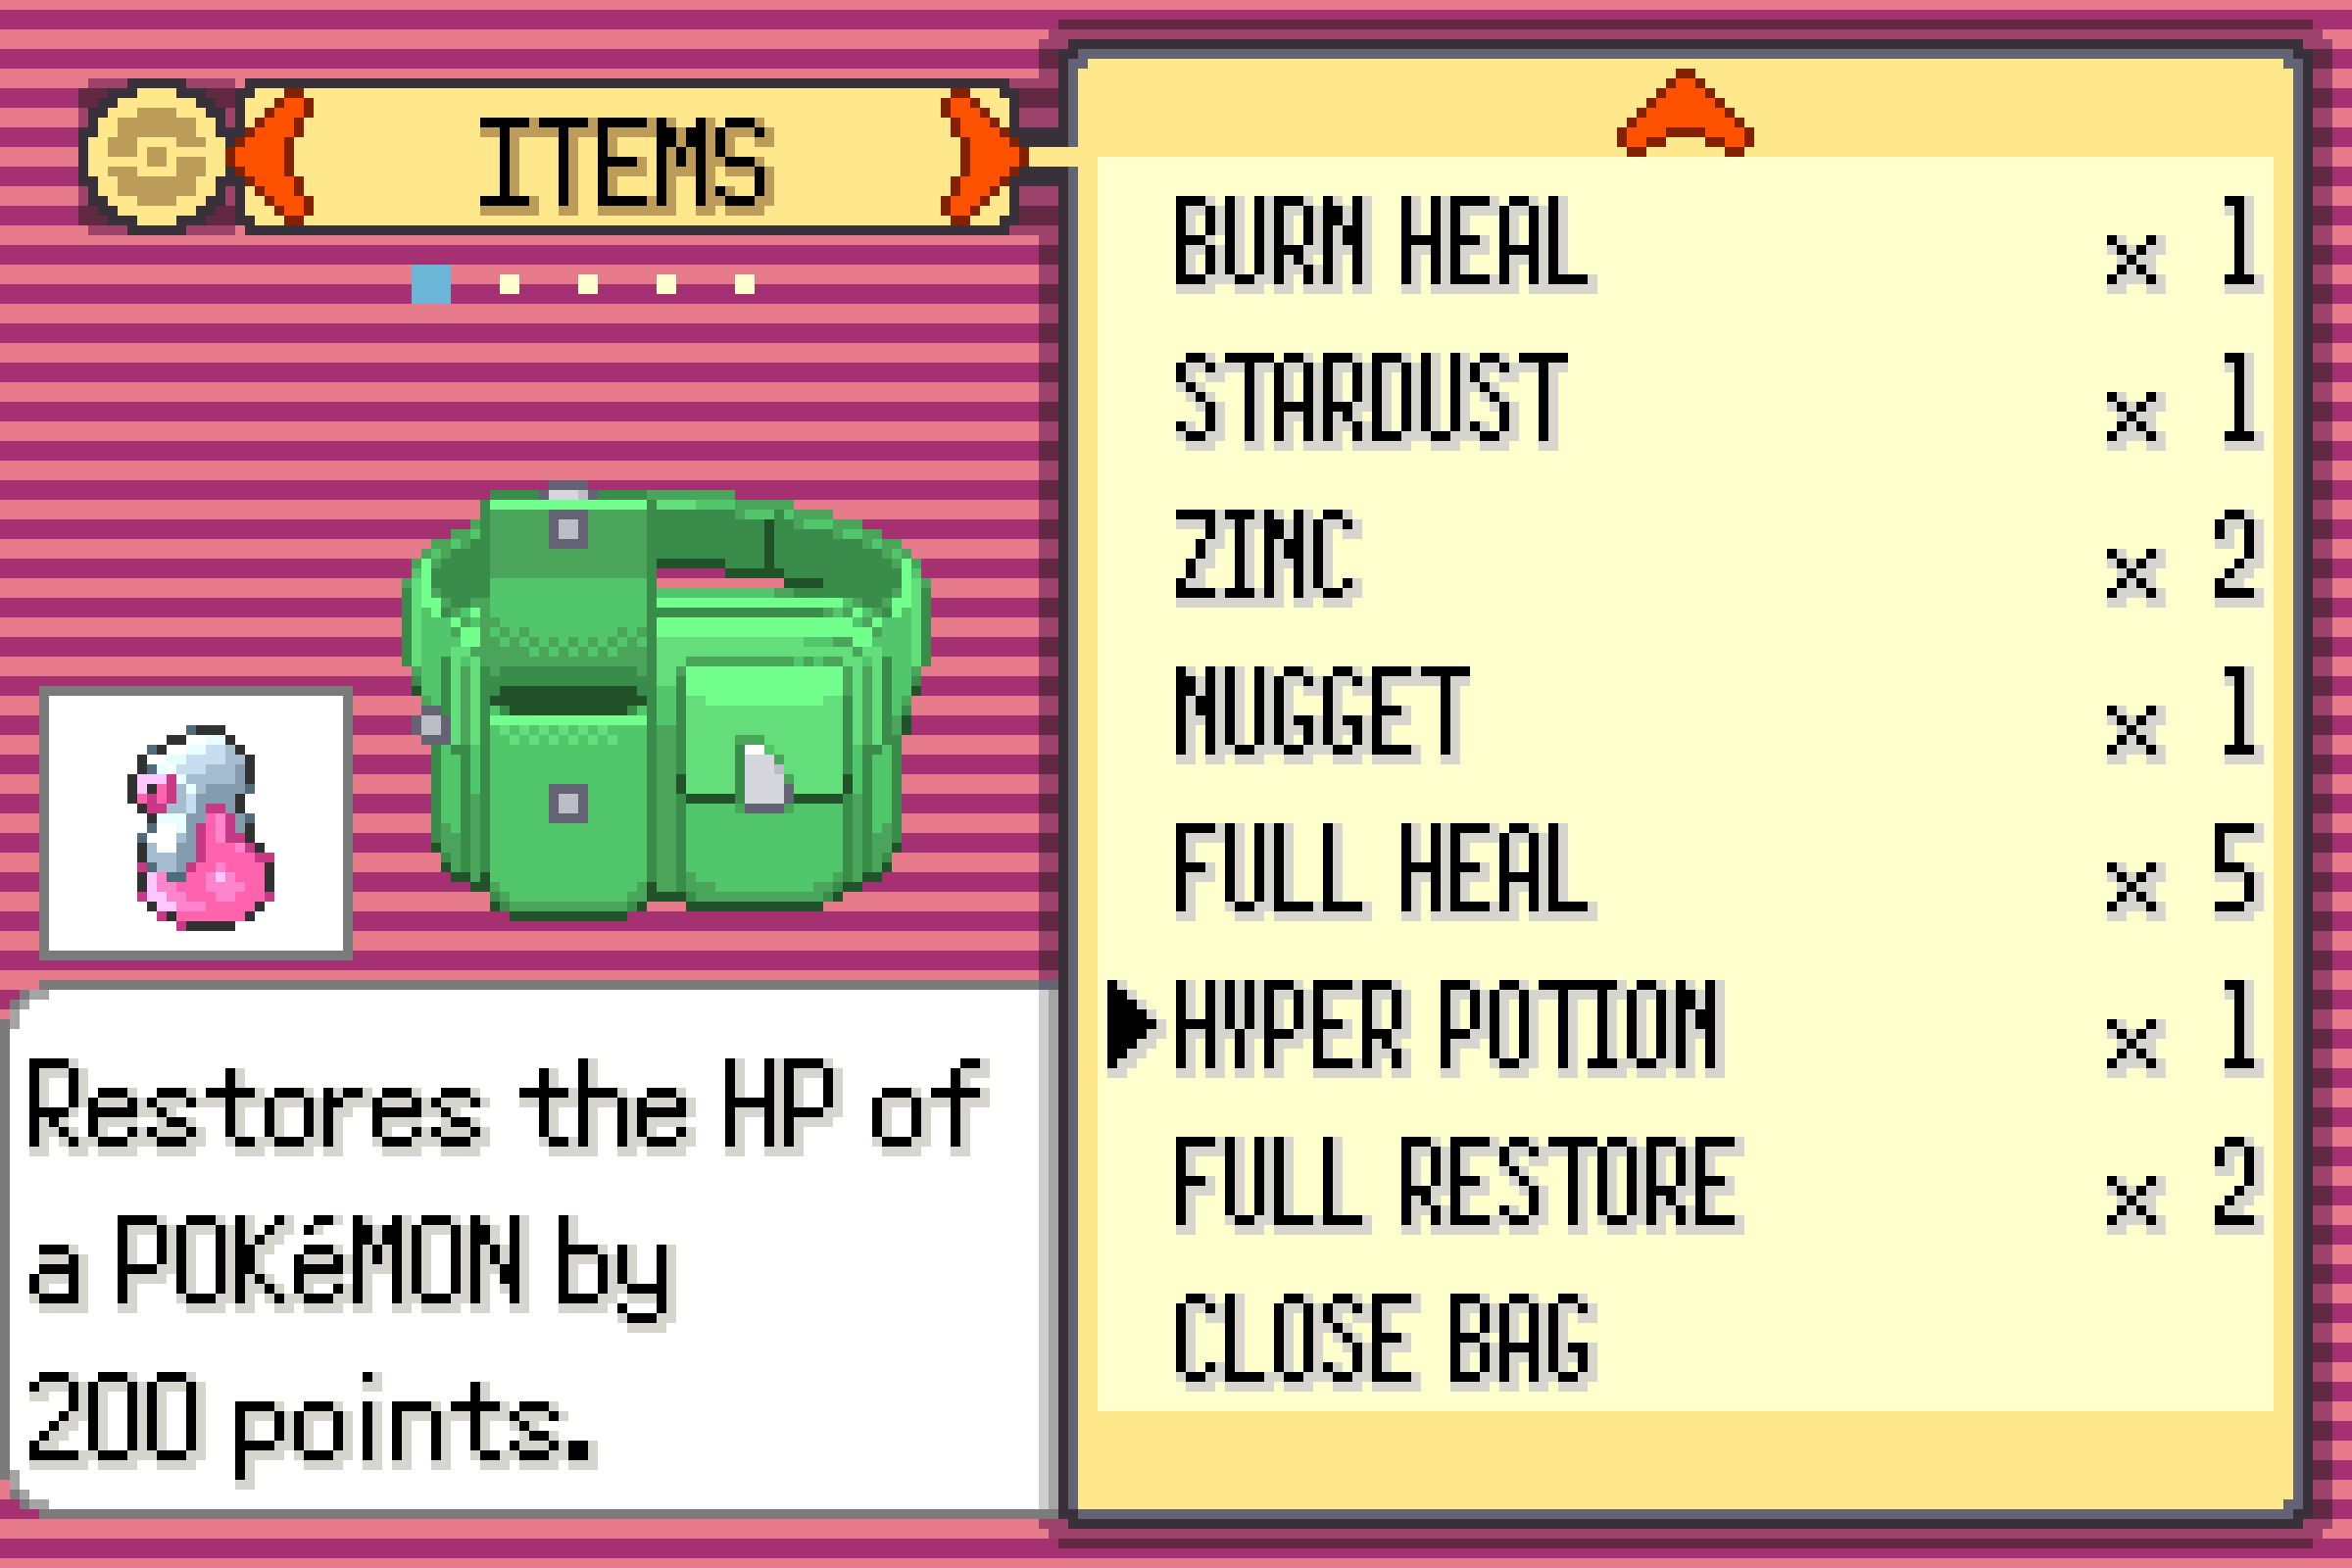 ITEMS
BURN HEAL × 1
STARDUST × 1
ZINC × 2
NUGGET × 1
FULL HEAL × 5
HYPER POTION × 1
FULL RESTORE × 2
CLOSE BAG
Restores the HP of
a POKéMON by
200 points.